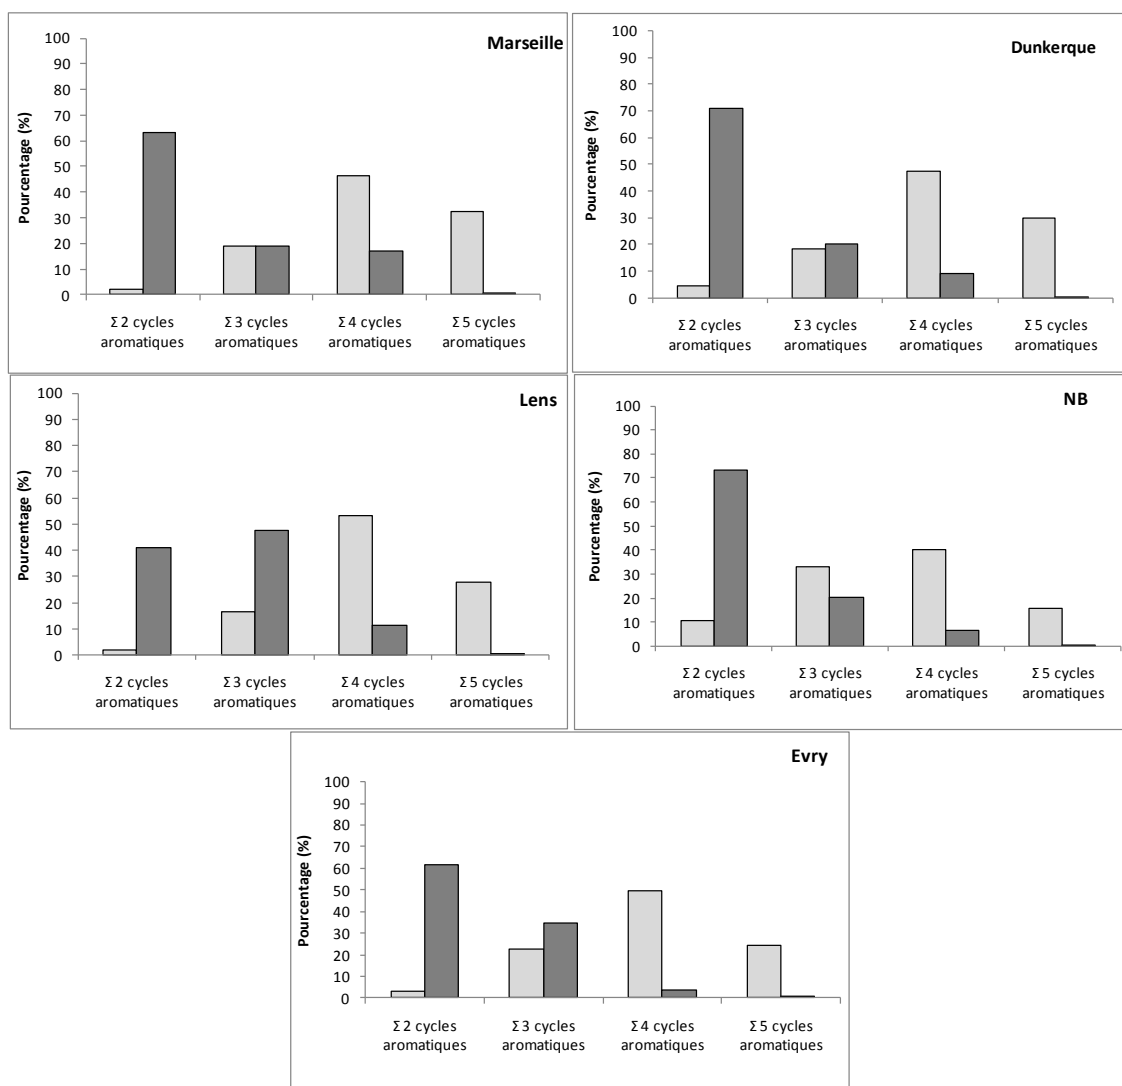 Marseille
Pourcentage (%)
100
90
80
70
60
50
40
30
20
10
0
Σ 2 cycles aromatiques
Σ 3 cycles aromatiques
Σ 4 cycles aromatiques
Σ 5 cycles aromatiques
Dunkerque
Pourcentage (%)
100
90
80
70
60
50
40
30
20
10
0
Σ 2 cycles aromatiques
Σ 3 cycles aromatiques
Σ 4 cycles aromatiques
Σ 5 cycles aromatiques
Lens
Pourcentage (%)
100
90
80
70
60
50
40
30
20
10
0
Σ 2 cycles aromatiques
Σ 3 cycles aromatiques
Σ 4 cycles aromatiques
Σ 5 cycles aromatiques
NB
Pourcentage (%)
100
90
80
70
60
50
40
30
20
10
0
Σ 2 cycles aromatiques
Σ 3 cycles aromatiques
Σ 4 cycles aromatiques
Σ 5 cycles aromatiques
Evry
Pourcentage (%)
100
90
80
70
60
50
40
30
20
10
0
Σ 2 cycles aromatiques
Σ 3 cycles aromatiques
Σ 4 cycles aromatiques
Σ 5 cycles aromatiques